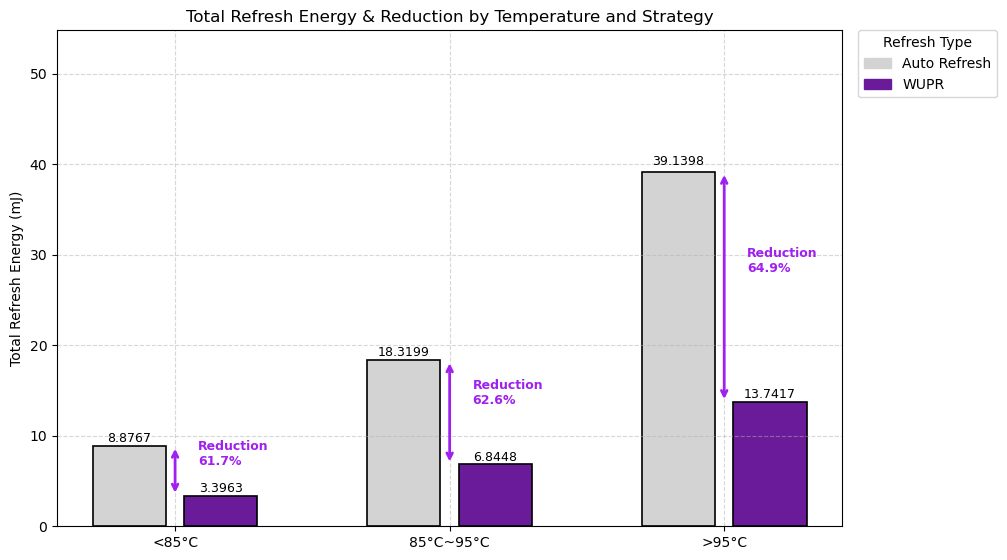 Total Refresh Energy & Reduction by Temperature and Strategy
Refresh Type
Auto Refresh
WUPR
Total Refresh Energy (mJ)
50
40
30
20
10
0
8.8767
Reduction
61.7%
3.3963
18.3199
Reduction
62.6%
6.8448
39.1398
Reduction
64.9%
13.7417
<85°C
85°C~95°C
>95°C